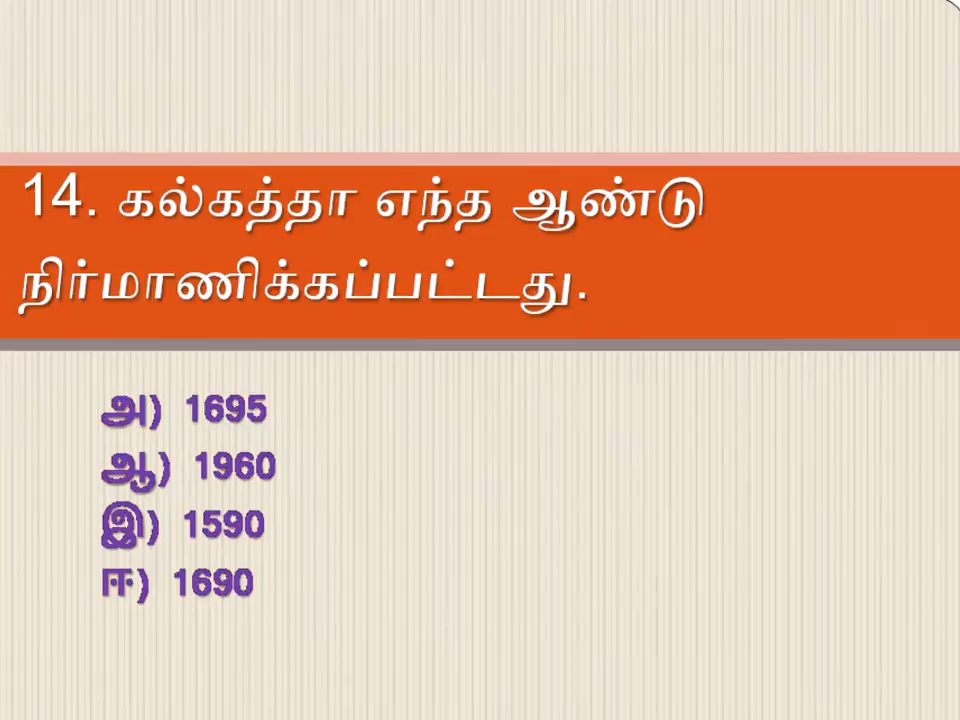 14. கல்கத்தா எந்த ஆண்டு
நிர்மாணிக்கப்பட்டது.
அ) 1695
ஆ) 1960
இ) 1590
ஈ) 1690